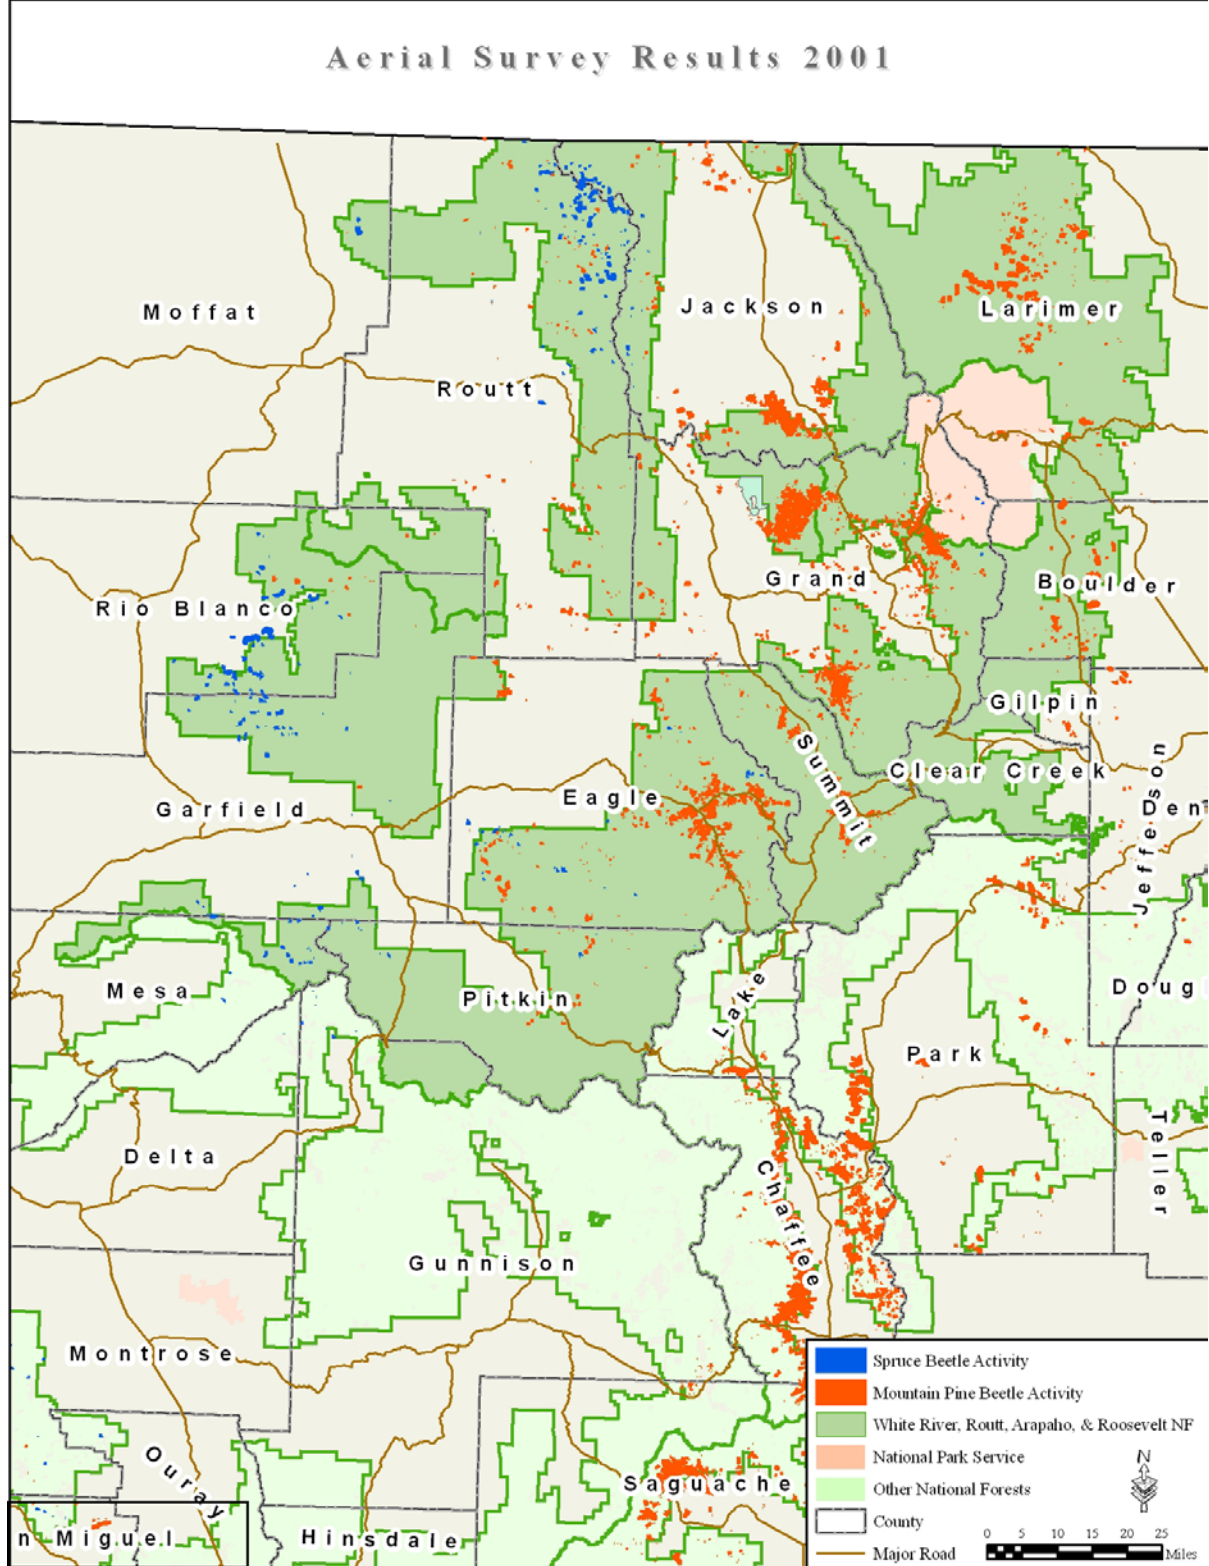 Aerial Survey Results 2001
Moffat
Jackson
Larimer
Routt
Grand
Boulder
Rio Blanco
Gilpin
Summit
Clear Creek
Jefferson
Eagle
Garfield
Den
Mesa
Pitkin
Lake
Dougl
Park
Delta
Teller
Chaffee
Gunnison
Montrose
Ouray
Saguache
n Miguel
Hinsdale
Spruce Beetle Activity
Mountain Pine Beetle Activity
White River, Routt, Arapaho, & Roosevelt NF
National Park Service
Other National Forests
County
Major Road
N
0 5 10 15 20 25
Miles